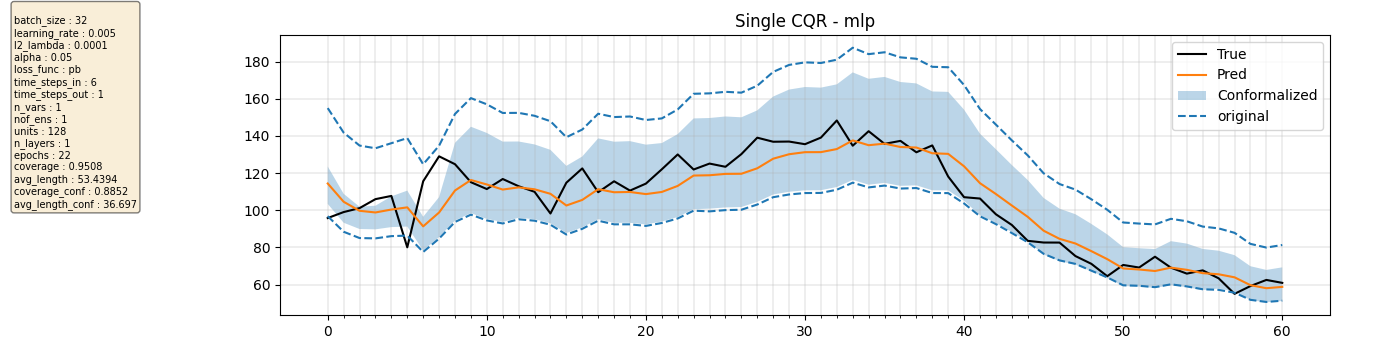 Single CQR - mlp
batch_size : 32
learning_rate : 0.005
l2_lambda : 0.0001
alpha : 0.05
loss_func : pb
time_steps_in : 6
time_steps_out : 1
n_vars : 1
nof_ens : 1
units : 128
n_layers : 1
epochs : 22
coverage : 0.9508
avg_length : 53.4394
coverage_conf : 0.8852
avg_length_conf : 36.697
True
Pred
Conformalized
original
180
160
140
120
100
80
60
0 10 20 30 40 50 60